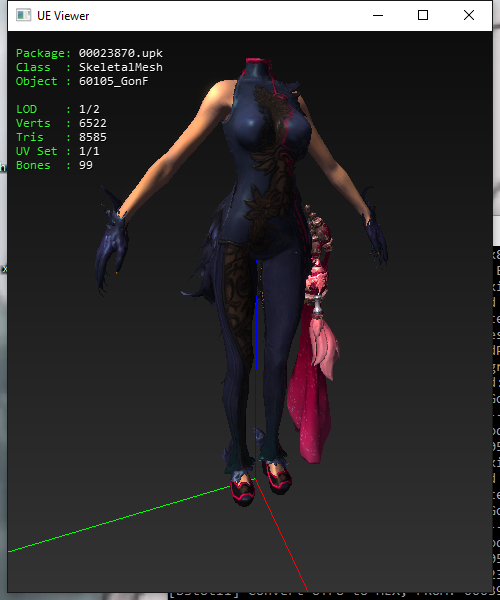 UE Viewer
Package: 00023870.upk
Class : SkeletalMesh
Object : 60105_GonF
LOD : 1/2
Verts : 6522
Tris : 8585
UV Set : 1/1
Bones : 99